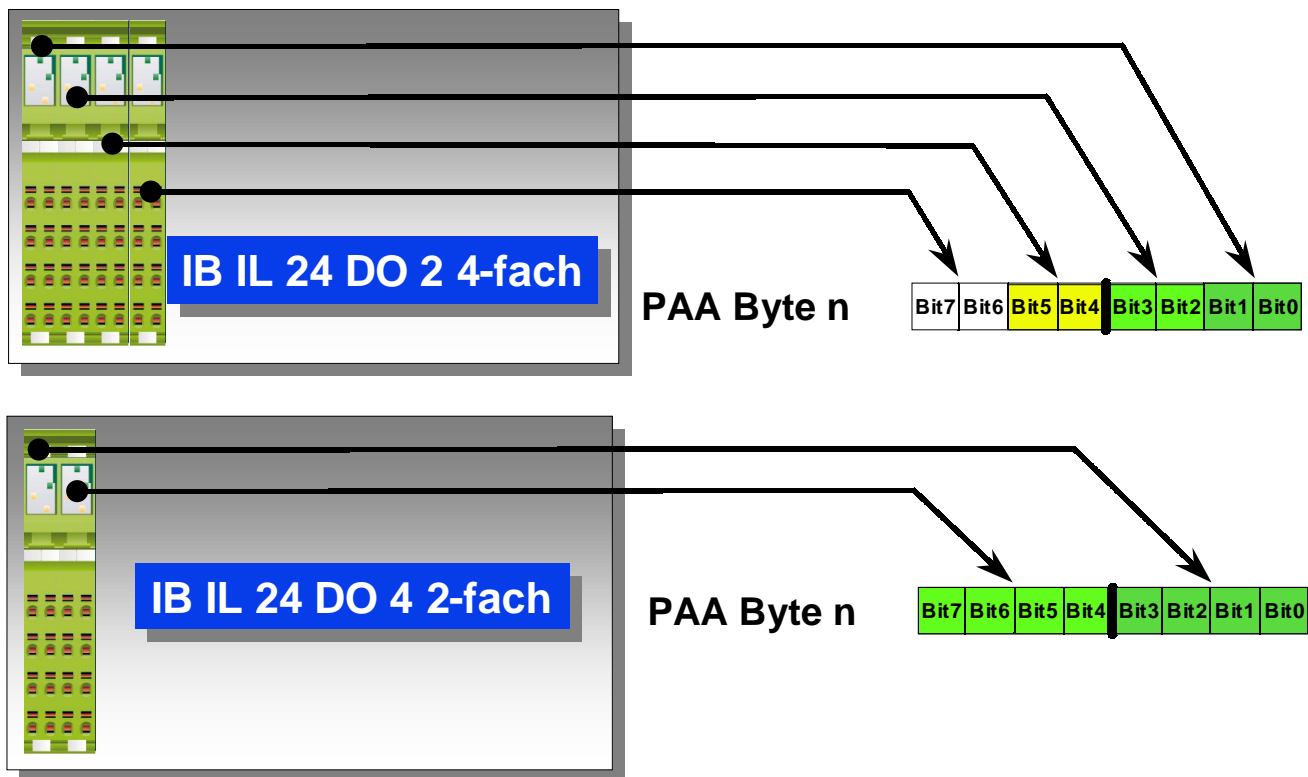 IB IL 24 DO 2 4-fach
PAA Byte n
Bit7 Bit6 Bit5 Bit4 Bit3 Bit2 Bit1 Bit0
IB IL 24 DO 4 2-fach
PAA Byte n
Bit7 Bit6 Bit5 Bit4 Bit3 Bit2 Bit1 Bit0